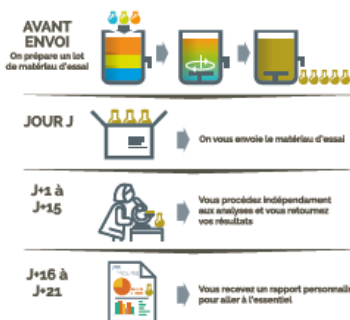 AVANT
ENVOI
On prépare un lot
de matériau d'essai
JOUR J
On vous envoie le matériau d'essai
J+1 à
J+15
Vous procédez indépendamment
aux analyses et vous retournez
vos résultats
J+16 à
J+21
Vous recevez un rapport personnalis
pour aller à l'essentiel